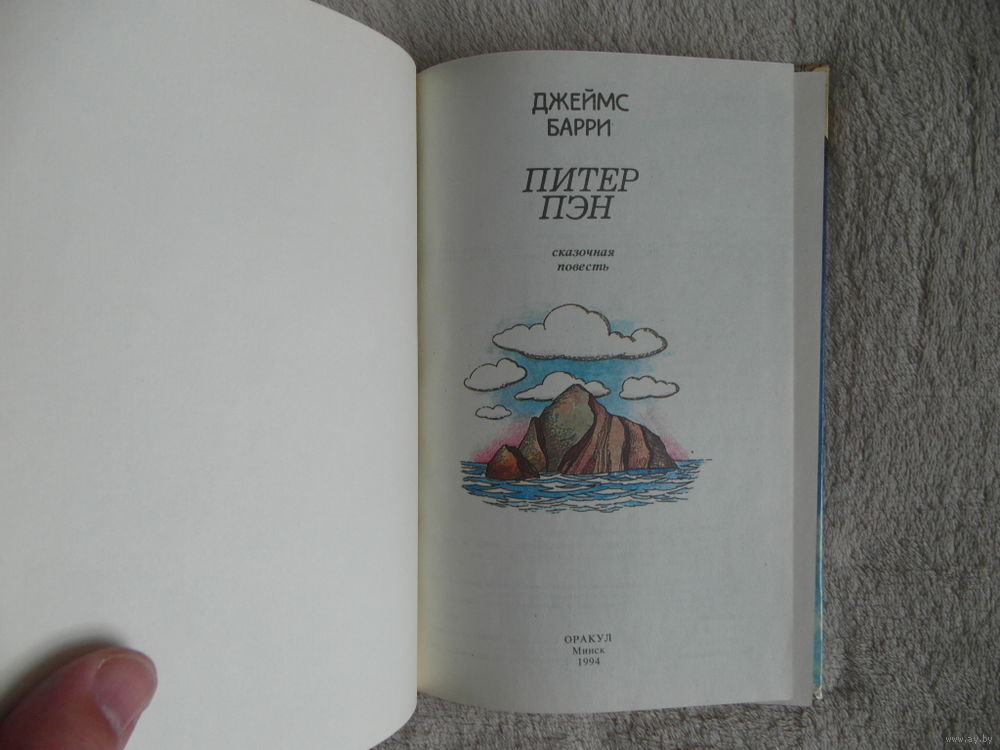 ДЖЕЙМС
БАРРИ
ПИТЕР
ПЭН
сказочная
повесть
ОРАКУЛ
Минск
1994
www.ay.by